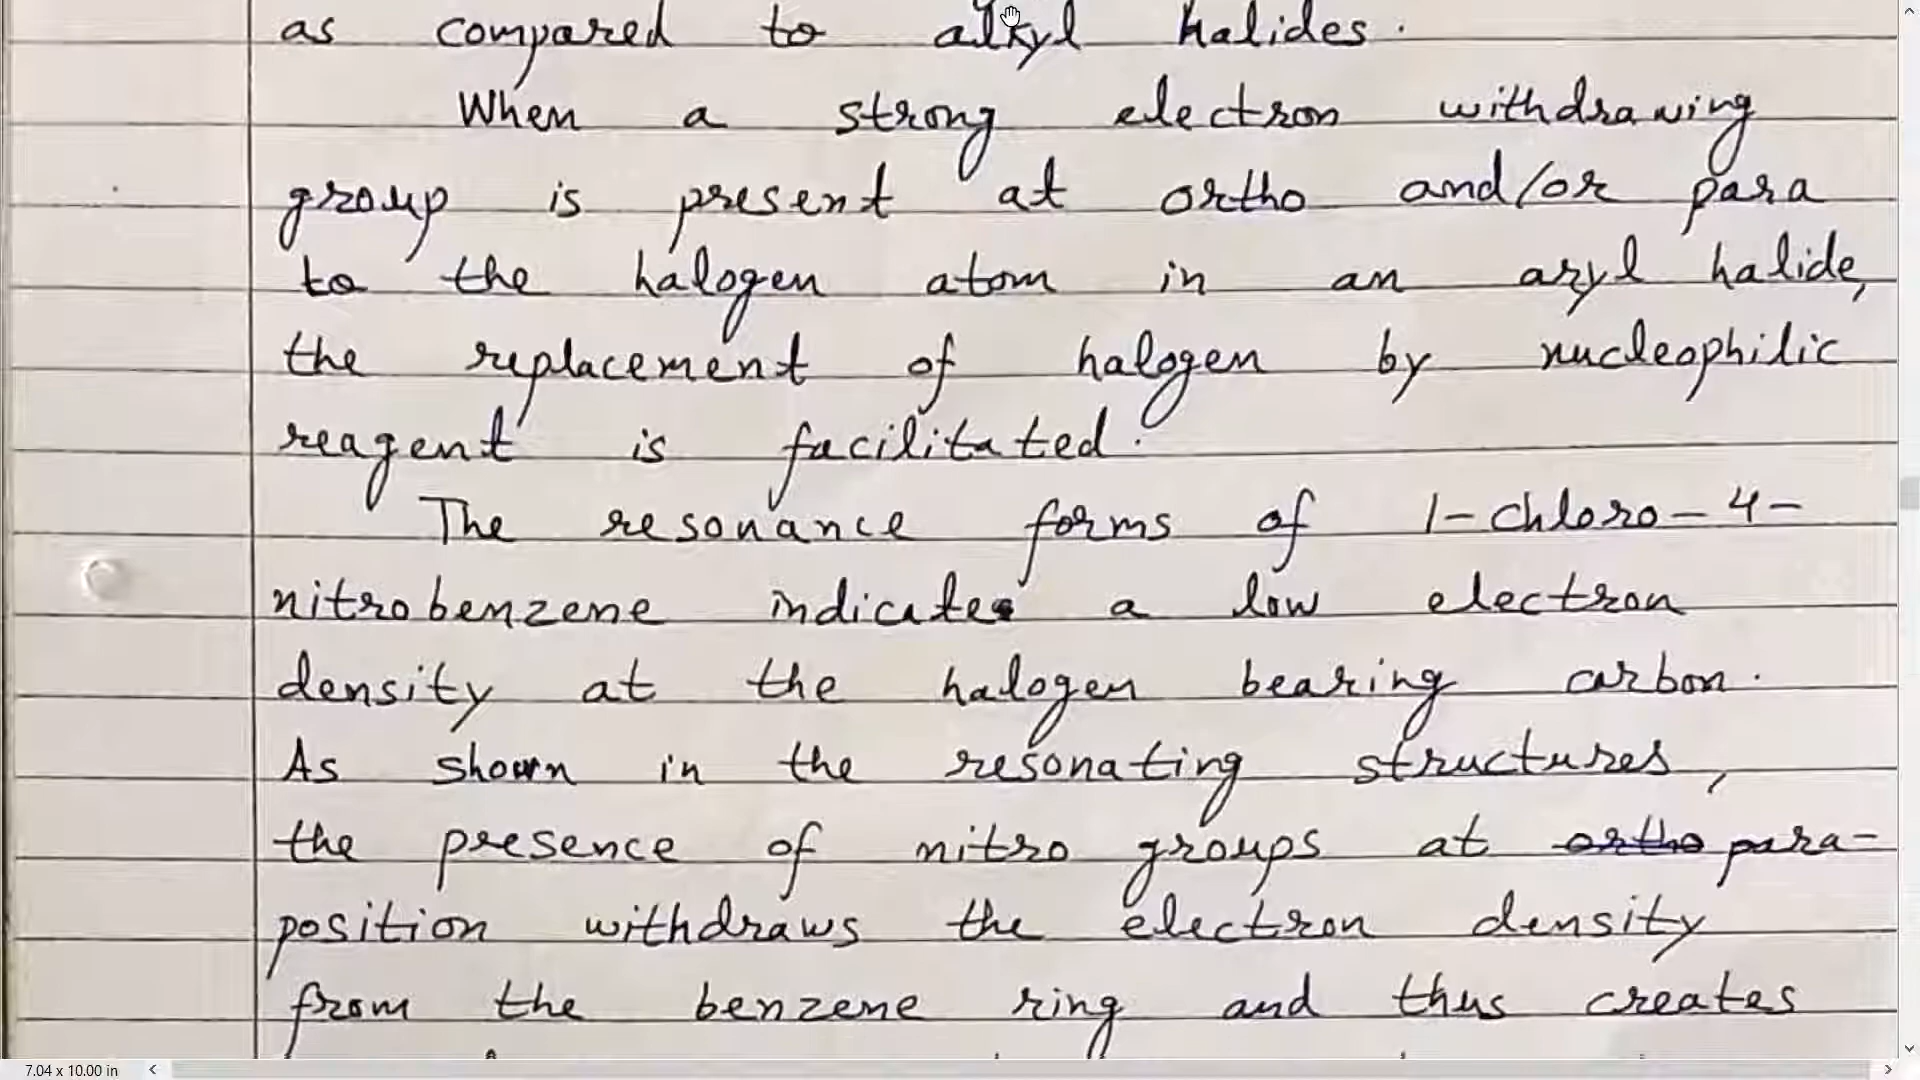 as compared to alkyl halides.
When a strong electron withdrawing
group is present at ortho and/or para
to the halogen atom in an aryl halide,
the replacement of halogen by nucleophilic
reagent is facilitated.
The resonance forms of 1-chloro-4-
nitrobenzene indicates a low electron
density at the halogen bearing carbon.
As shown in the resonating structures,
the presence of nitro groups at ortho para-
position withdraws the electron density
from the benzene ring and thus creates
7.04 x 10.00 in